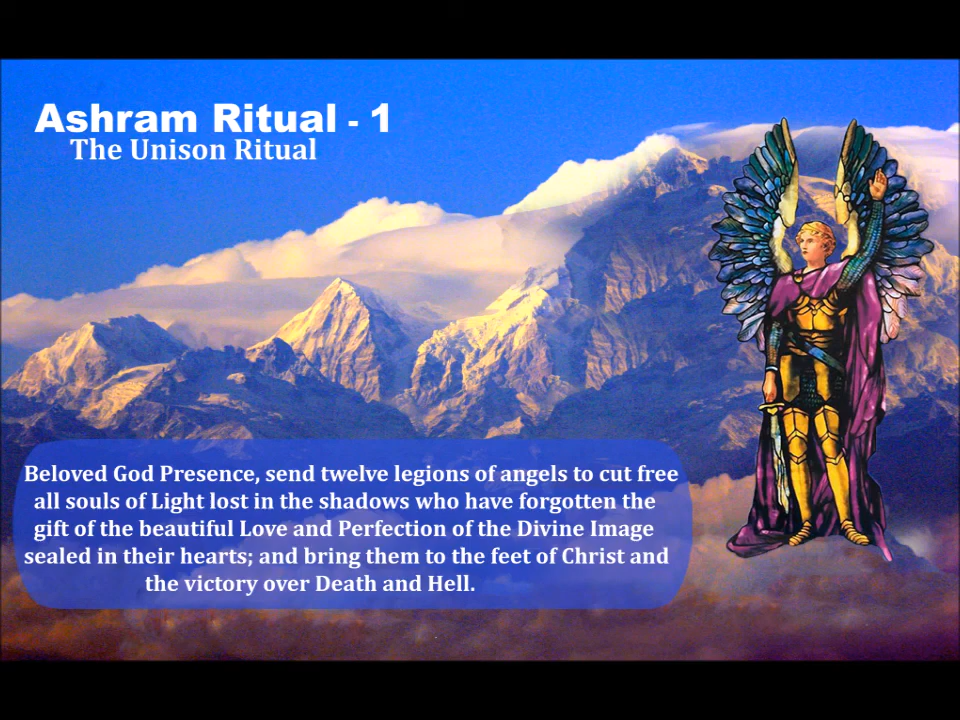 Ashram Ritual - 1
The Unison Ritual
Beloved God Presence, send twelve legions of angels to cut free
all souls of Light lost in the shadows who have forgotten the
gift of the beautiful Love and Perfection of the Divine Image
sealed in their hearts; and bring them to the feet of Christ and
the victory over Death and Hell.